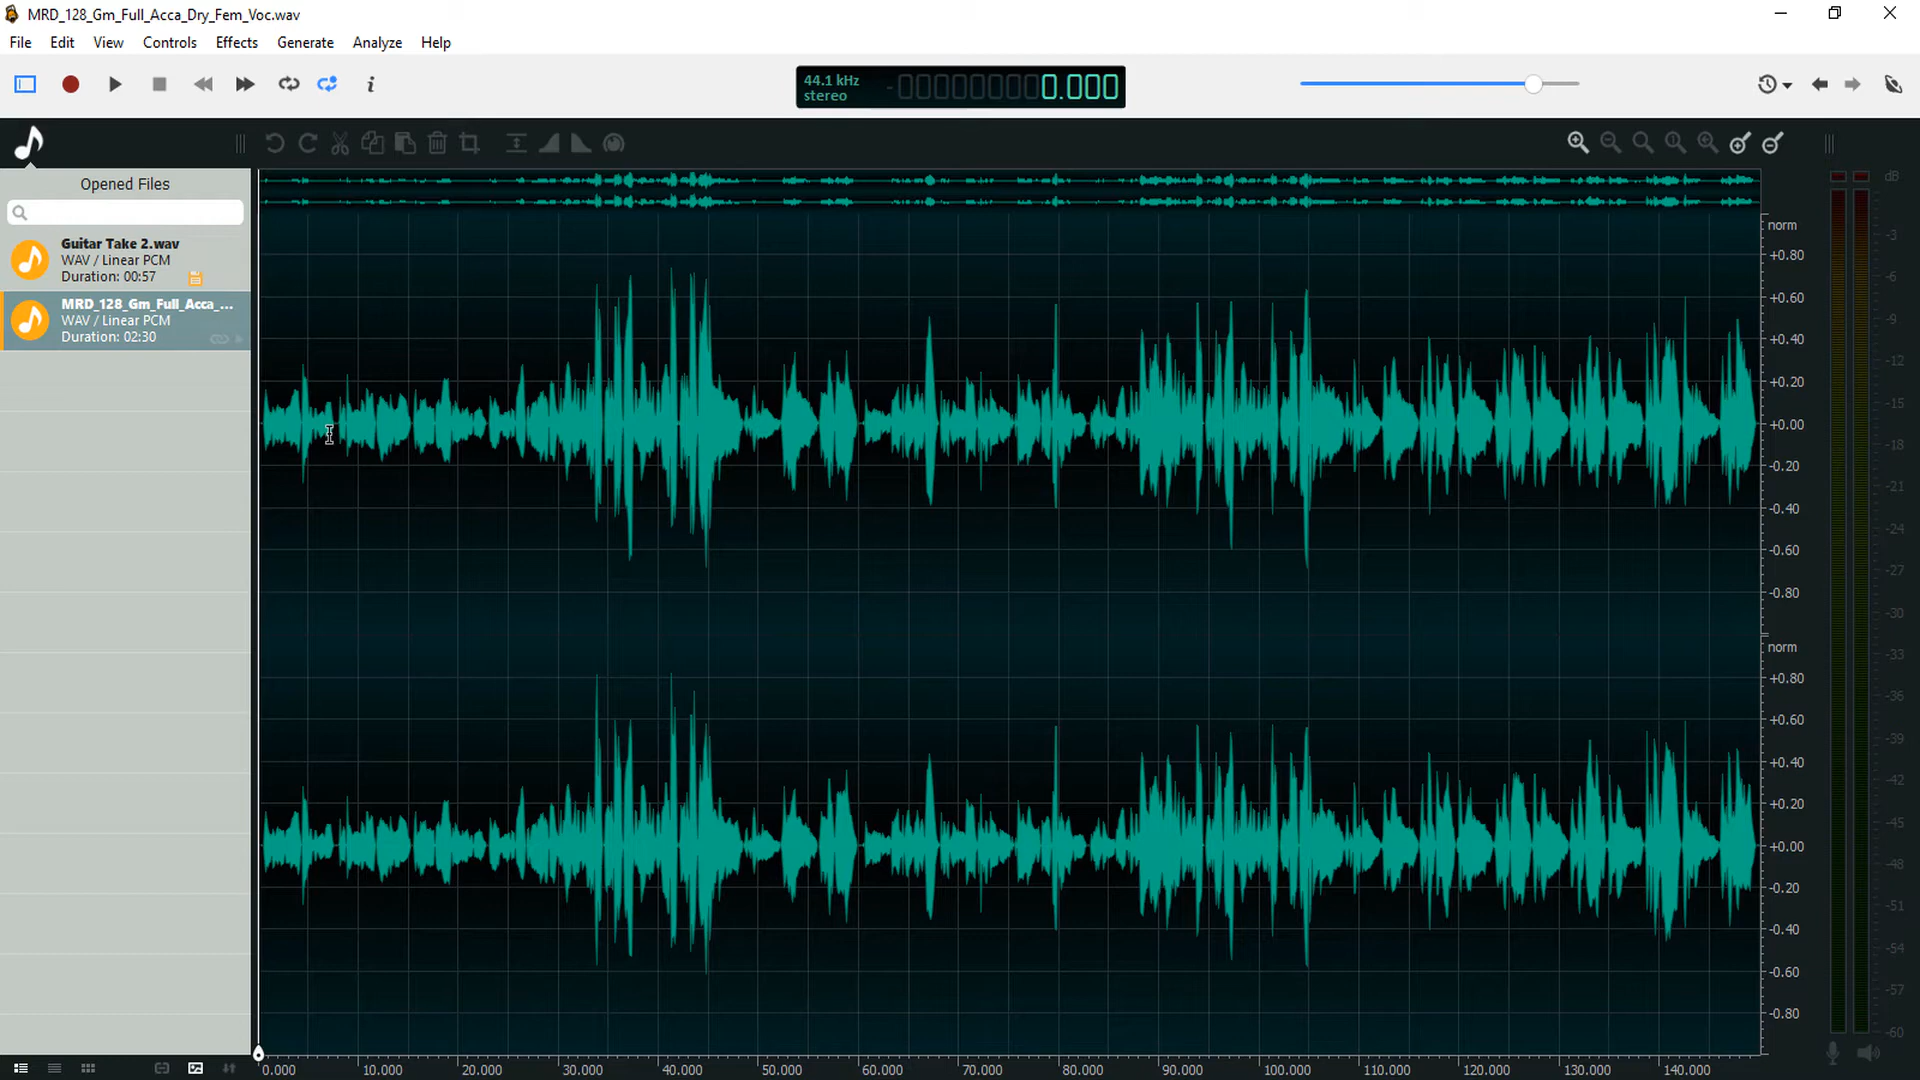 MRD_128_Gm_Full_Acca_Dry_Fem_Voc.wav
File Edit View Controls Effects Generate Analyze Help
44.1 kHz
stereo
-
0.000
Opened Files
Guitar Take 2.wav
WAV / Linear PCM
Duration: 00:57
MRD_128_Gm_Full_Acca_...
WAV / Linear PCM
Duration: 02:30
norm
+0.80
+0.60
+0.40
+0.20
+0.00
-0.20
-0.40
-0.60
-0.80
norm
+0.80
+0.60
+0.40
+0.20
+0.00
-0.20
-0.40
-0.60
-0.80
dB
-3
-6
-9
-12
-15
-18
-21
-24
-27
-30
-33
-36
-39
-42
-45
-48
-51
-54
-57
-60
0.000 10.000 20.000 30.000 40.000 50.000 60.000 70.000 80.000 90.000 100.000 110.000 120.000 130.000 140.000